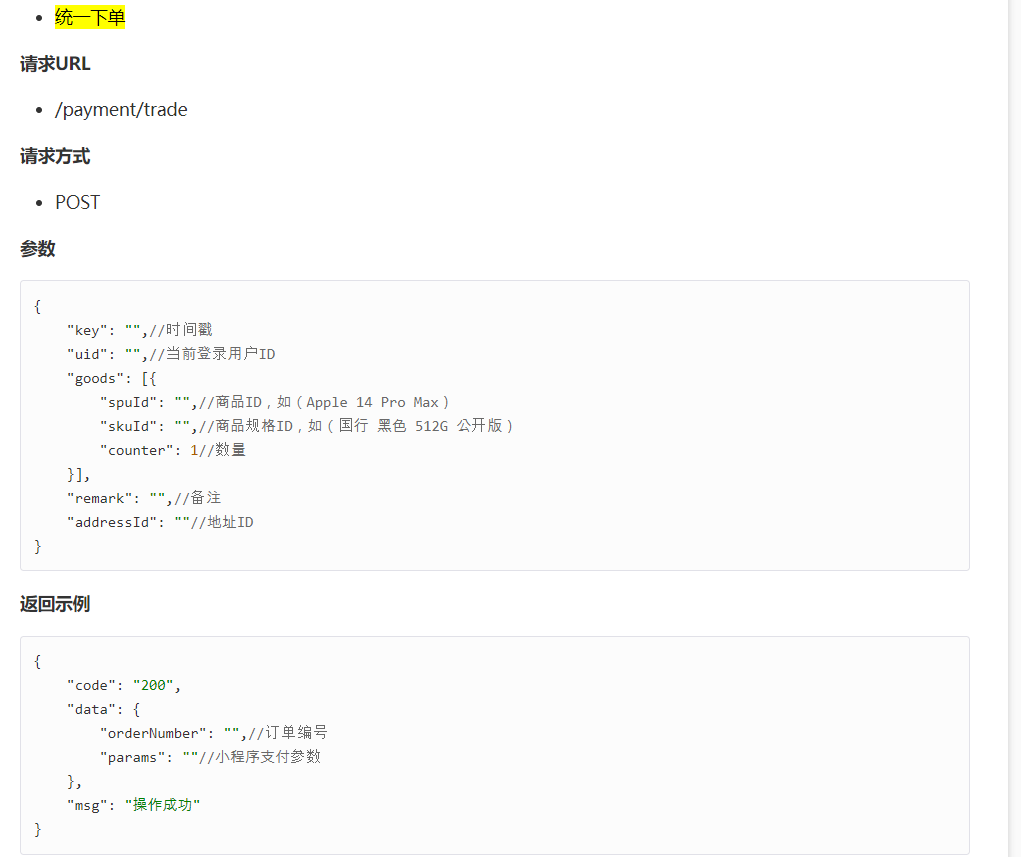 统一下单
请求URL
/payment/trade
请求方式
POST
参数
{
"key": "",//时间戳
"uid": "",//当前登录用户ID
"goods": [{
"spuId": "",//商品ID，如（Apple 14 Pro Max）
"skuId": "",//商品规格ID，如（国行 黑色 512G 公开版）
"counter": 1//数量
}],
"remark": "",//备注
"addressId": ""//地址ID
}
返回示例
{
"code": "200",
"data": {
"orderNumber": "",//订单编号
"params": ""//小程序支付参数
},
"msg": "操作成功"
}